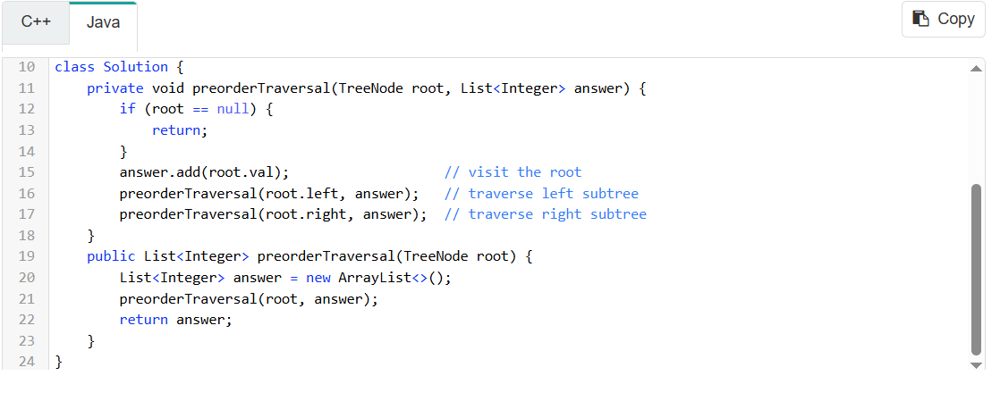 C++ Java Copy
10 class Solution {
11     private void preorderTraversal(TreeNode root, List<Integer> answer) {
12         if (root == null) {
13             return;
14         }
15         answer.add(root.val);                   // visit the root
16         preorderTraversal(root.left, answer);   // traverse left subtree
17         preorderTraversal(root.right, answer);  // traverse right subtree
18     }
19     public List<Integer> preorderTraversal(TreeNode root) {
20         List<Integer> answer = new ArrayList<>();
21         preorderTraversal(root, answer);
22         return answer;
23     }
24 }